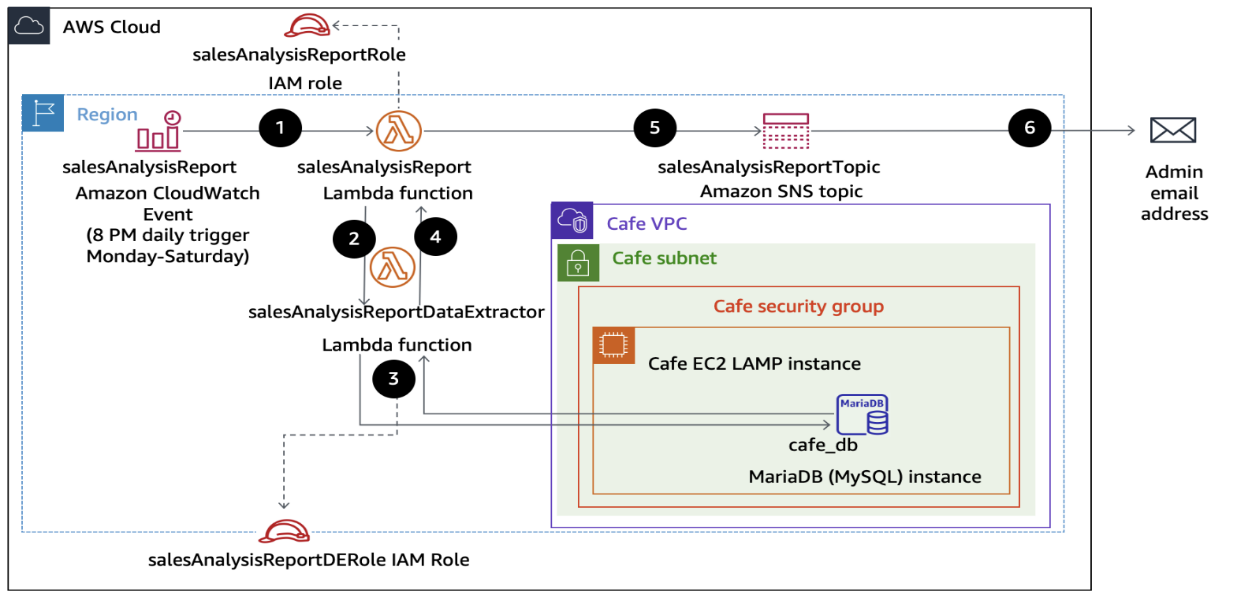 AWS Cloud
salesAnalysisReportRole
IAM role
Region
1
5
6
salesAnalysisReport
Amazon CloudWatch
Event
(8 PM daily trigger
Monday-Saturday)
salesAnalysisReport
Lambda function
salesAnalysisReportTopic
Amazon SNS topic
Admin
email
address
2
4
salesAnalysisReportDataExtractor
Lambda function
3
Cafe VPC
Cafe subnet
Cafe security group
Cafe EC2 LAMP instance
MariaDB
cafe_db
MariaDB (MySQL) instance
salesAnalysisReportDERole IAM Role